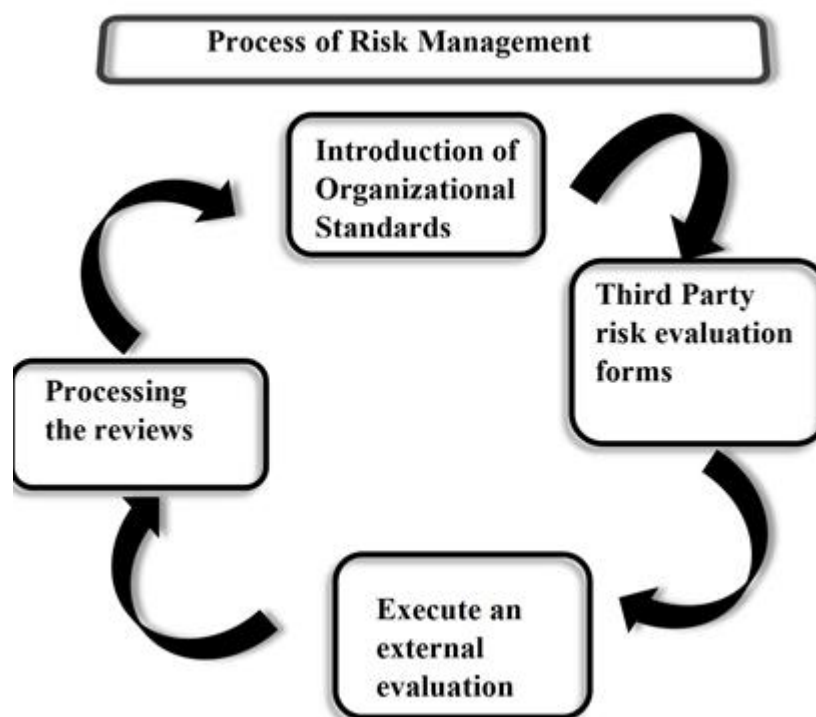 Process of Risk Management
Introduction of
Organizational
Standards
Third Party
risk evaluation
forms
Execute an
external
evaluation
Processing
the reviews